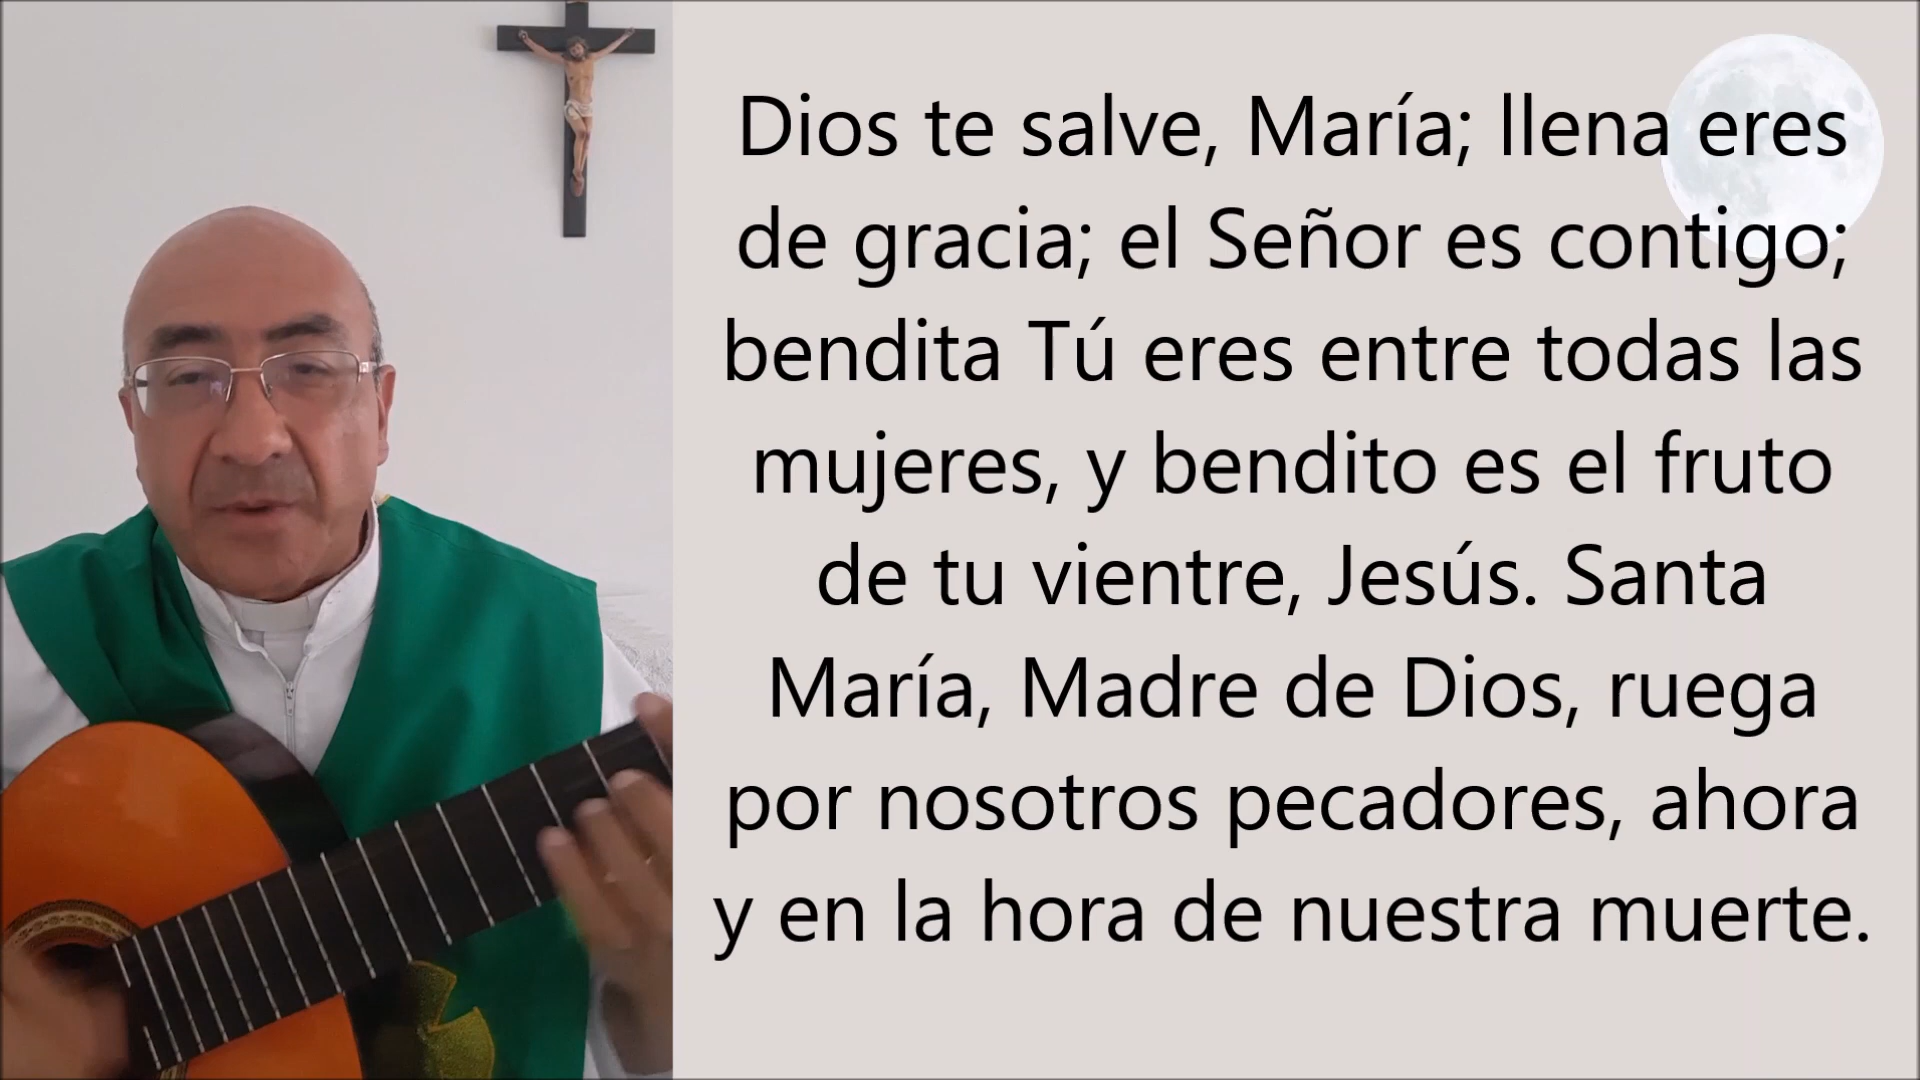 Dios te salve, María; llena eres
de gracia; el Señor es contigo;
bendita Tú eres entre todas las
mujeres, y bendito es el fruto
de tu vientre, Jesús. Santa
María, Madre de Dios, ruega
por nosotros pecadores, ahora
y en la hora de nuestra muerte.